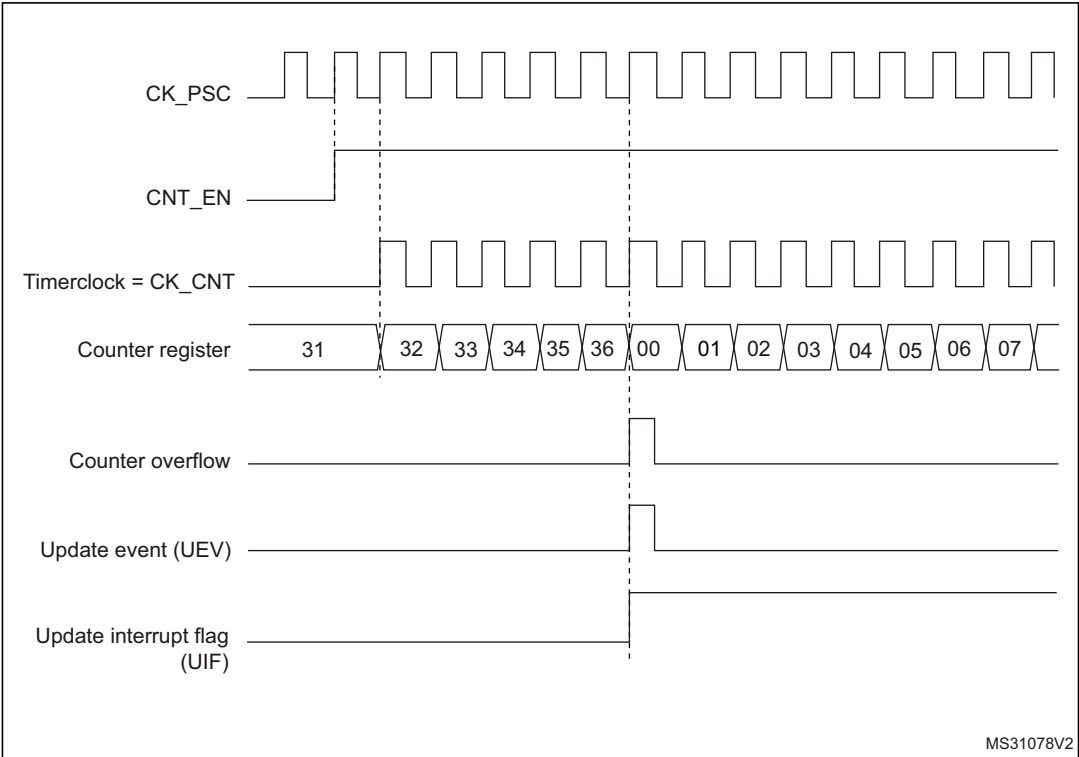 CK_PSC
CNT_EN
Timerclock = CK_CNT
Counter register 31 32 33 34 35 36 00 01 02 03 04 05 06 07
Counter overflow
Update event (UEV)
Update interrupt flag
(UIF)
MS31078V2